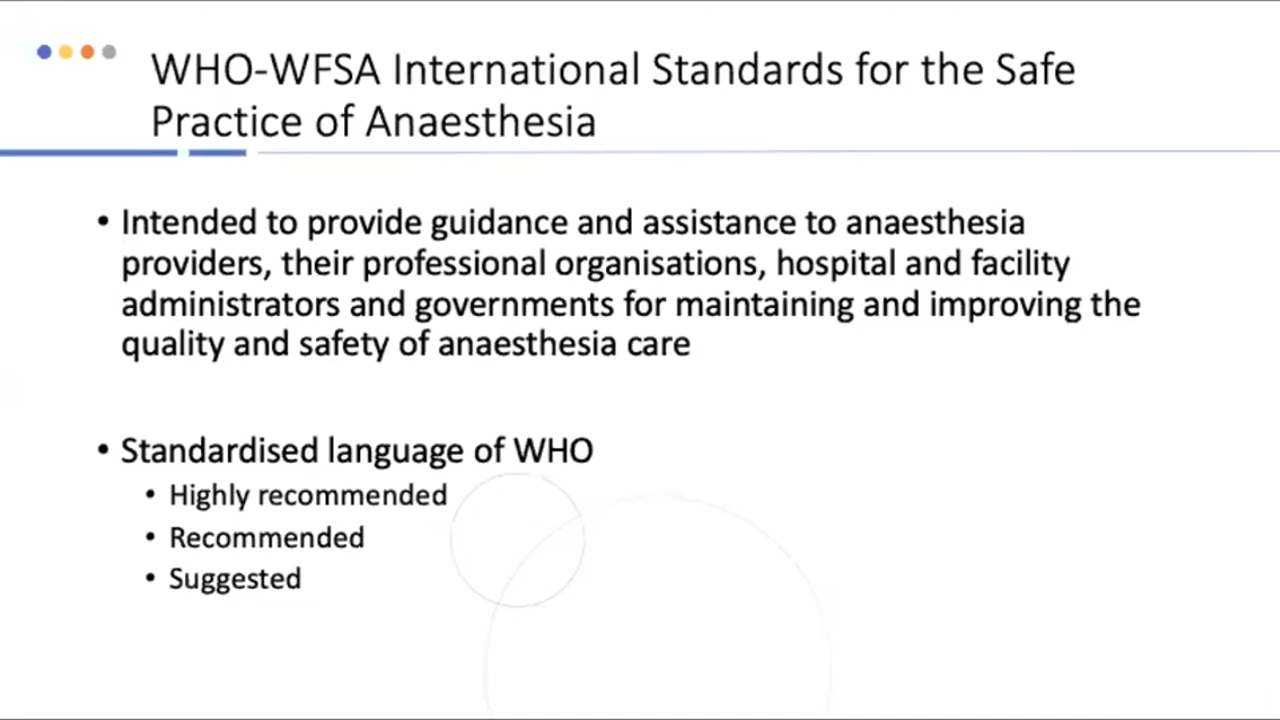 WHO-WFSA International Standards for the Safe
Practice of Anaesthesia
• Intended to provide guidance and assistance to anaesthesia
providers, their professional organisations, hospital and facility
administrators and governments for maintaining and improving the
quality and safety of anaesthesia care
• Standardised language of WHO
• Highly recommended
• Recommended
• Suggested